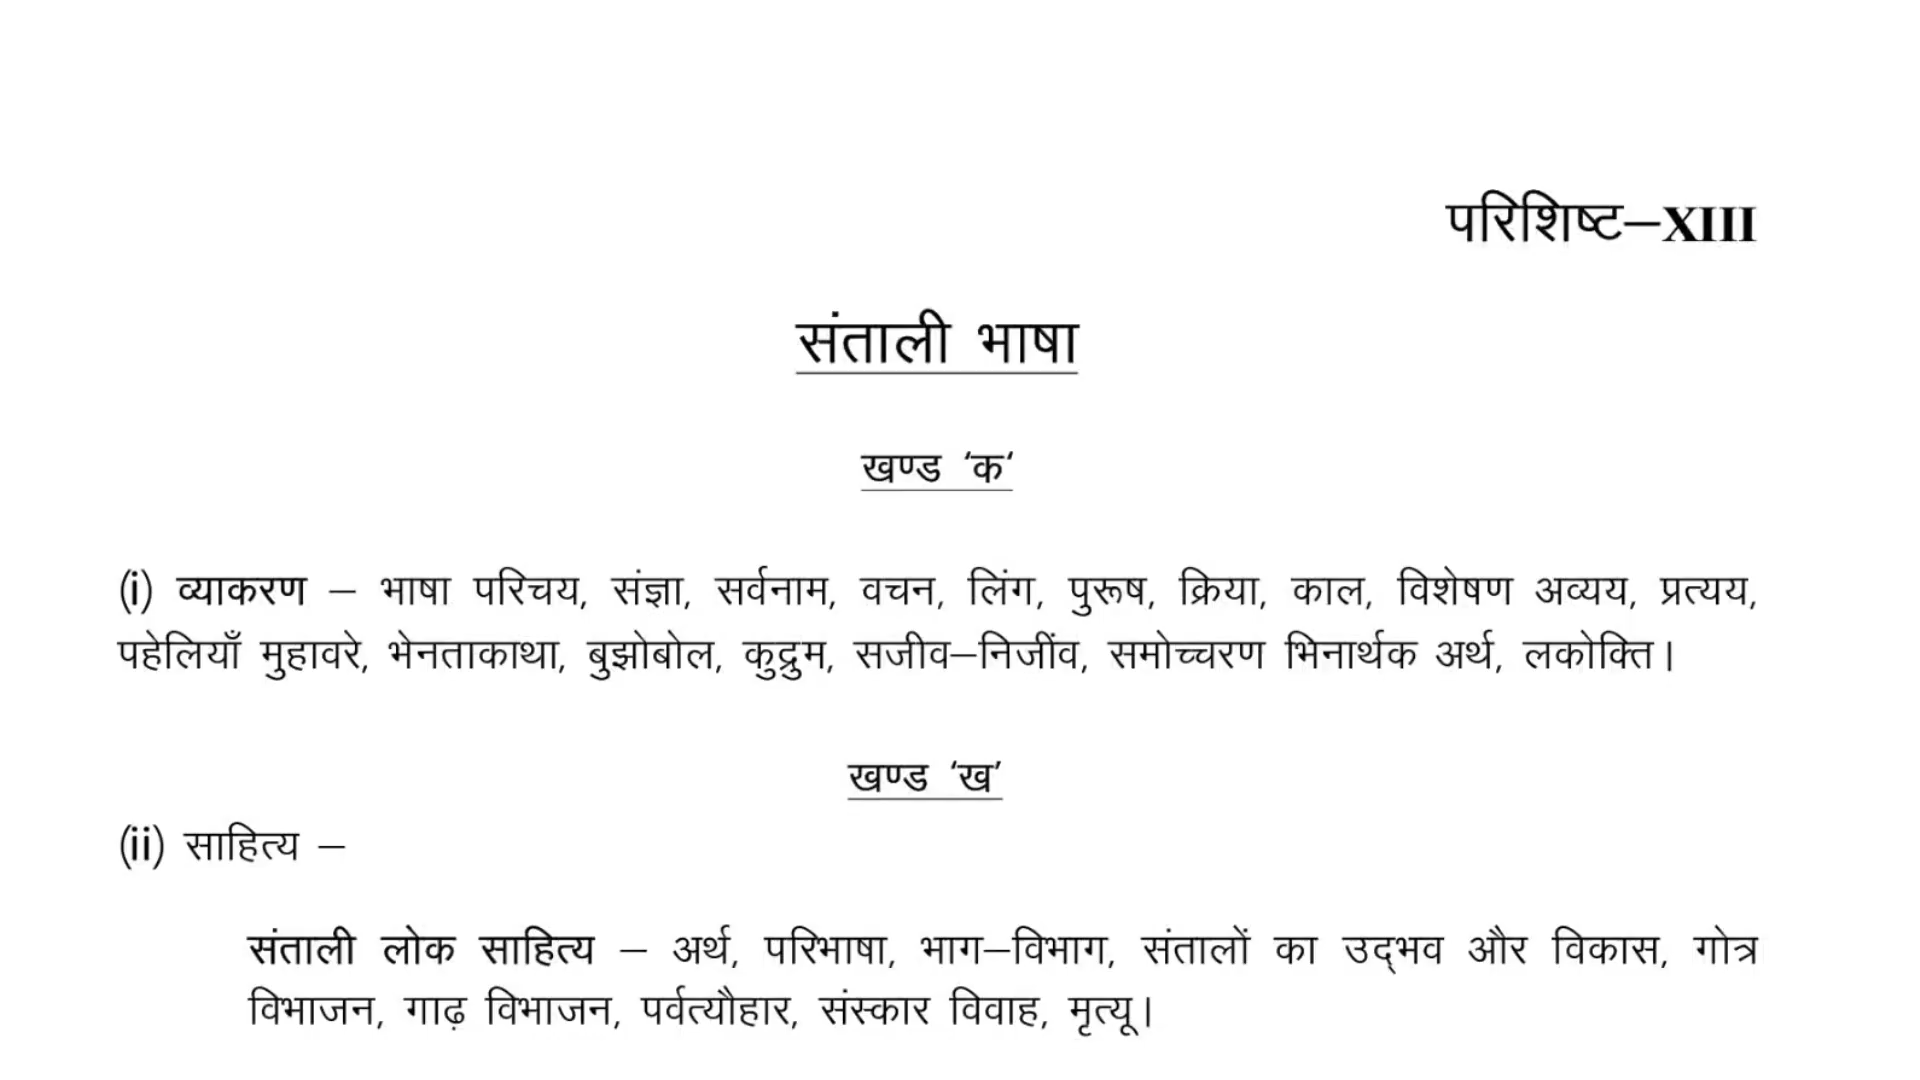 परिशिष्ट–XIII
संताली भाषा
खण्ड ‘क‘
(i) व्याकरण – भाषा परिचय, संज्ञा, सर्वनाम, वचन, लिंग, पुरूष, क्रिया, काल, विशेषण अव्यय, प्रत्यय,
पहेलियाँ मुहावरे, भेनताकाथा, बुझोबोल, कुद्रुम, सजीव–निजींव, समोच्चरण भिनार्थक अर्थ, लकोक्ति।
खण्ड ‘ख’
(ii) साहित्य –
संताली लोक साहित्य – अर्थ, परिभाषा, भाग–विभाग, संतालों का उद्भव और विकास, गोत्र
विभाजन, गाढ़ विभाजन, पर्वत्यौहार, संस्कार विवाह, मृत्यू।